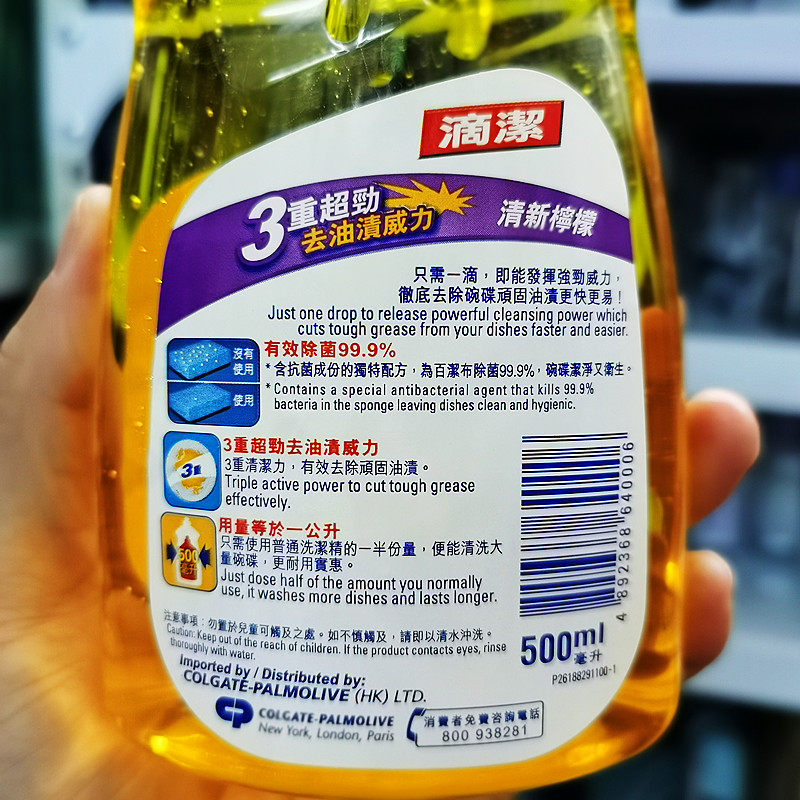 滴潔
3重超勁
去油漬威力
清新檸檬
只需一滴，即能發揮強勁威力，
徹底去除碗碟頑固油漬更快更易！
Just one drop to release powerful cleansing power which
cuts tough grease from your dishes faster and easier.
沒有
使用
使用
有效除菌99.9%
*含抗菌成份的獨特配方，為百潔布除菌99.9%，碗碟潔淨又衛生。
*Contains a special antibacterial agent that kills 99.9%
bacteria in the sponge leaving dishes clean and hygienic.
3重
3重超勁去油漬威力
3重清潔力，有效去除頑固油漬。
Triple active power to cut tough grease
effectively.
500
毫升
用量等於一公升
只需使用普通洗潔精的一半份量，便能清洗大
量碗碟，更耐用實惠。
Just dose half of the amount you normally
use, it washes more dishes and lasts longer.
4 892368 640006
注意事項：勿置於兒童可觸及之處。如不慎觸及，請即以清水沖洗。
Caution: Keep out of the reach of children. If the product contacts eyes, rinse
thoroughly with water.
500ml
毫升
P26188291100-1
Imported by / Distributed by:
COLGATE-PALMOLIVE (HK) LTD.
CP
COLGATE-PALMOLIVE
New York, London, Paris
消費者免費咨詢電話
800 938281